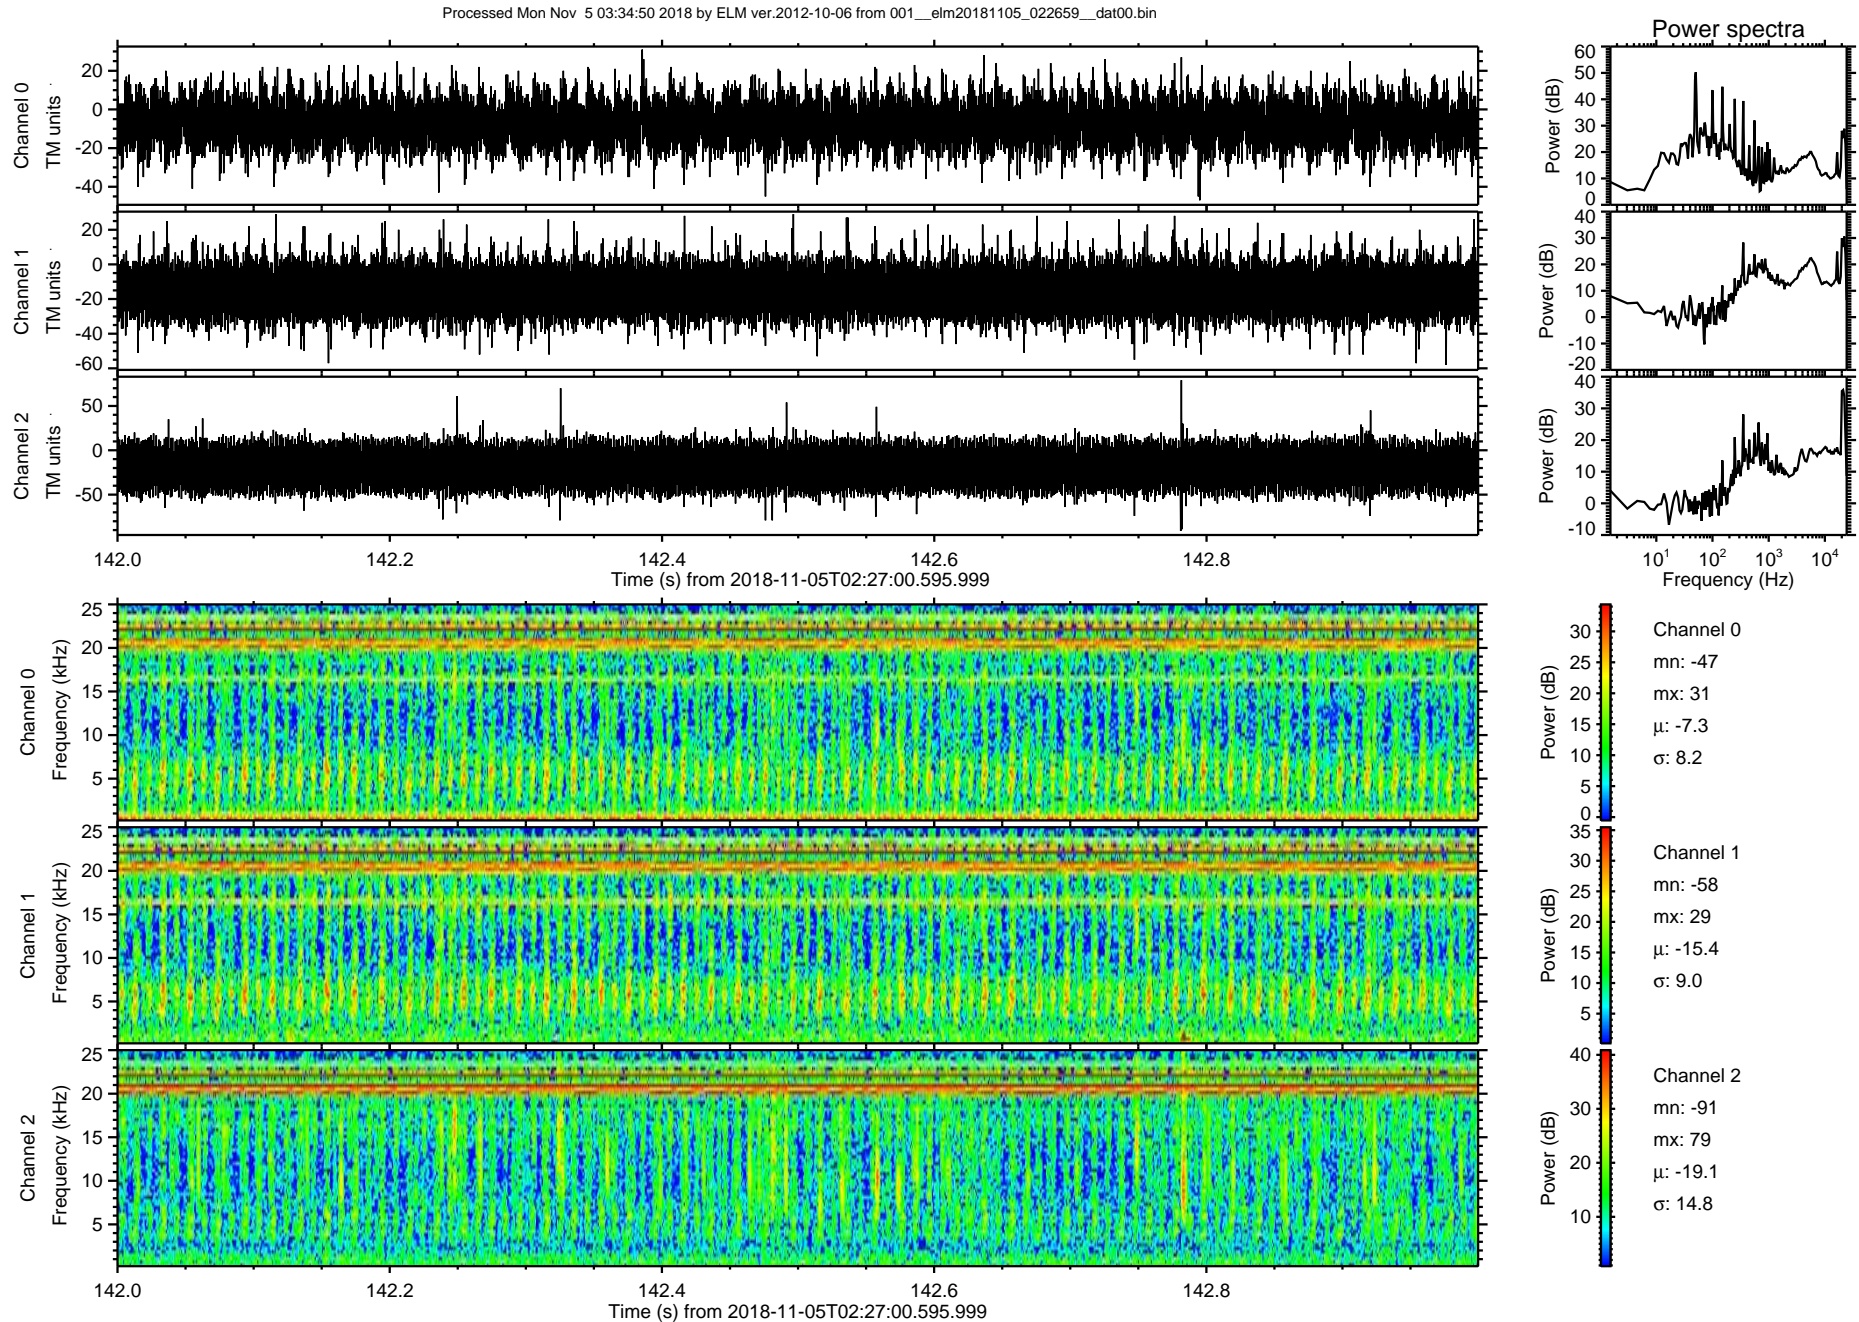 Processed Mon Nov  5 03:34:50 2018 by ELM ver.2012-10-06 from 001__elm20181105_022659__dat00.bin
Power spectra
Channel 0
TM units
20
0
-20
-40
Power (dB)
60
50
40
30
20
10
0
Channel 1
TM units
20
0
-20
-40
-60
Power (dB)
40
30
20
10
0
-10
-20
Channel 2
TM units
50
0
-50
Power (dB)
40
30
20
10
0
-10
142.0 142.2 142.4 142.6 142.8
Time (s) from 2018-11-05T02:27:00.595.999
10¹ 10² 10³ 10⁴
Frequency (Hz)
Channel 0
Frequency (kHz)
25
20
15
10
5
Power (dB)
30
25
20
15
10
5
0
Channel 0
mn: -47
mx: 31
μ: -7.3
σ: 8.2
Channel 1
Frequency (kHz)
25
20
15
10
5
Power (dB)
35
30
25
20
15
10
5
Channel 1
mn: -58
mx: 29
μ: -15.4
σ: 9.0
Channel 2
Frequency (kHz)
25
20
15
10
5
Power (dB)
40
30
20
10
Channel 2
mn: -91
mx: 79
μ: -19.1
σ: 14.8
142.0 142.2 142.4 142.6 142.8
Time (s) from 2018-11-05T02:27:00.595.999